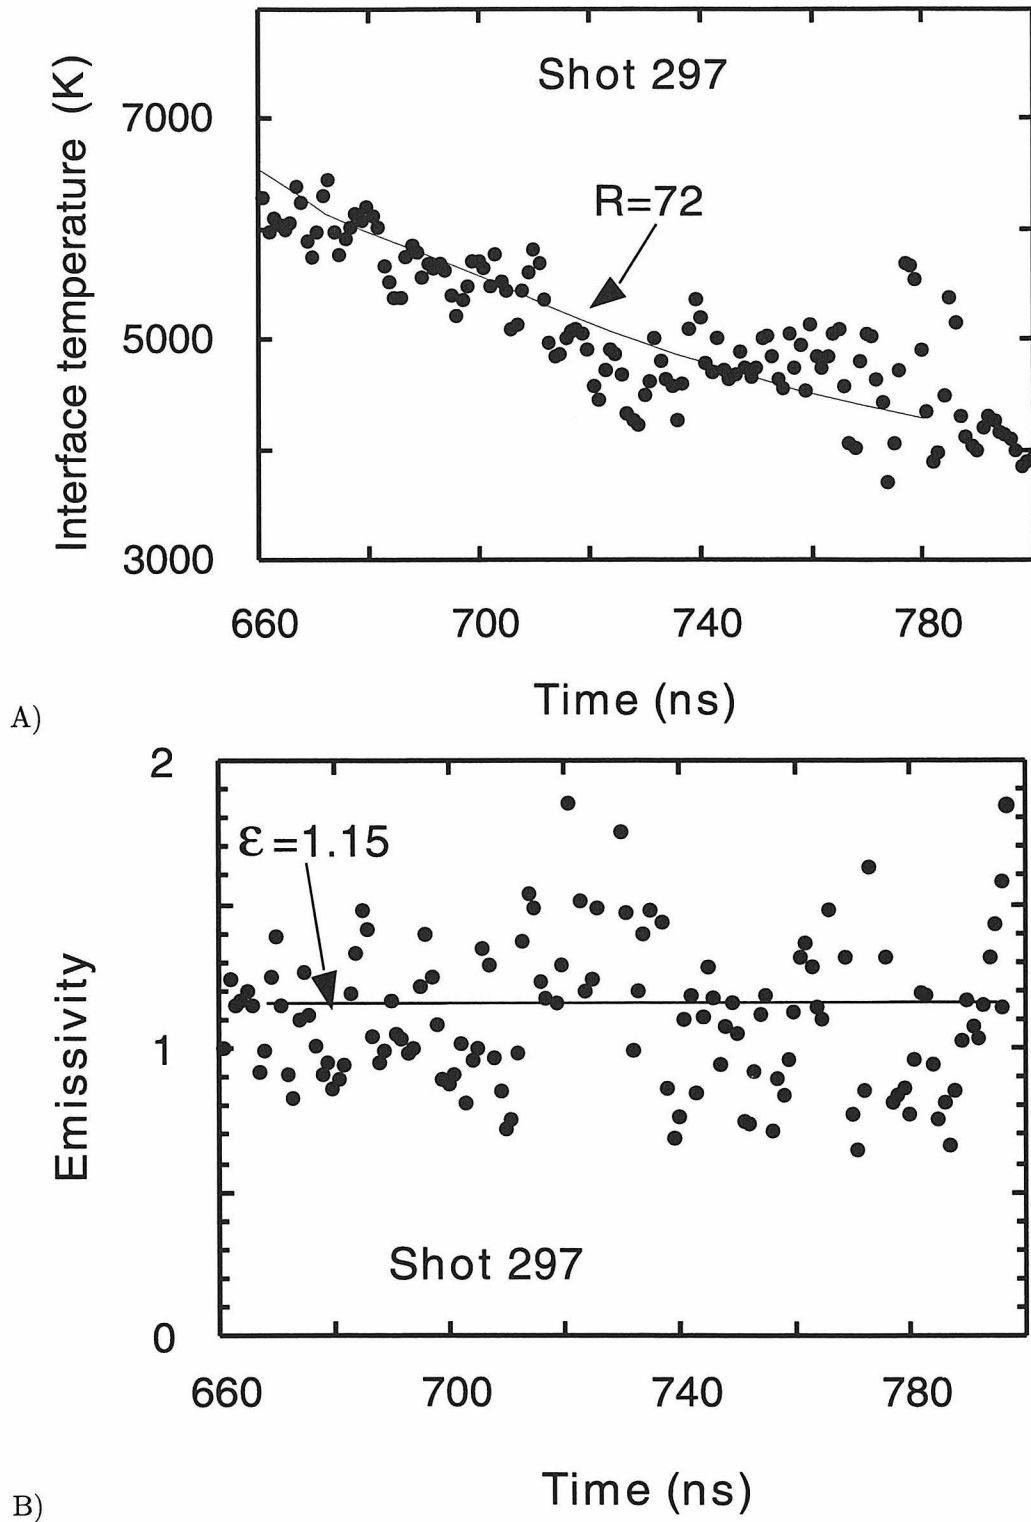 Shot 297
Interface temperature (K)
7000
5000
3000
R=72
660 700 740 780
Time (ns)
A)
2
1
0
Emissivity
ε=1.15
Shot 297
660 700 740 780
Time (ns)
B)